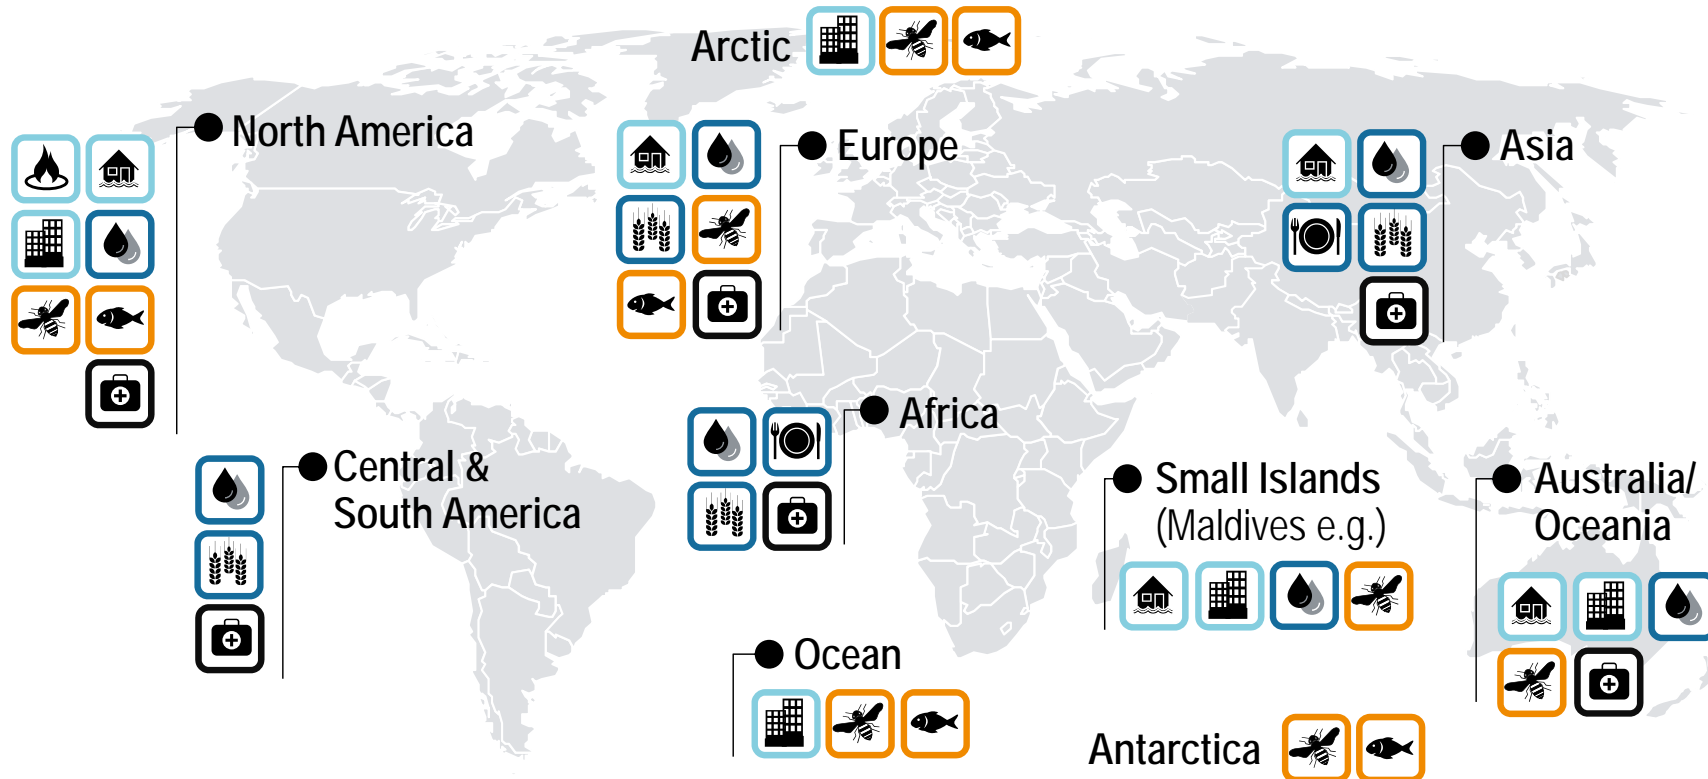 Arctic
North America
Europe
Asia
Africa
Central &
South America
Small Islands
(Maldives e.g.)
Australia/
Oceania
Ocean
Antarctica